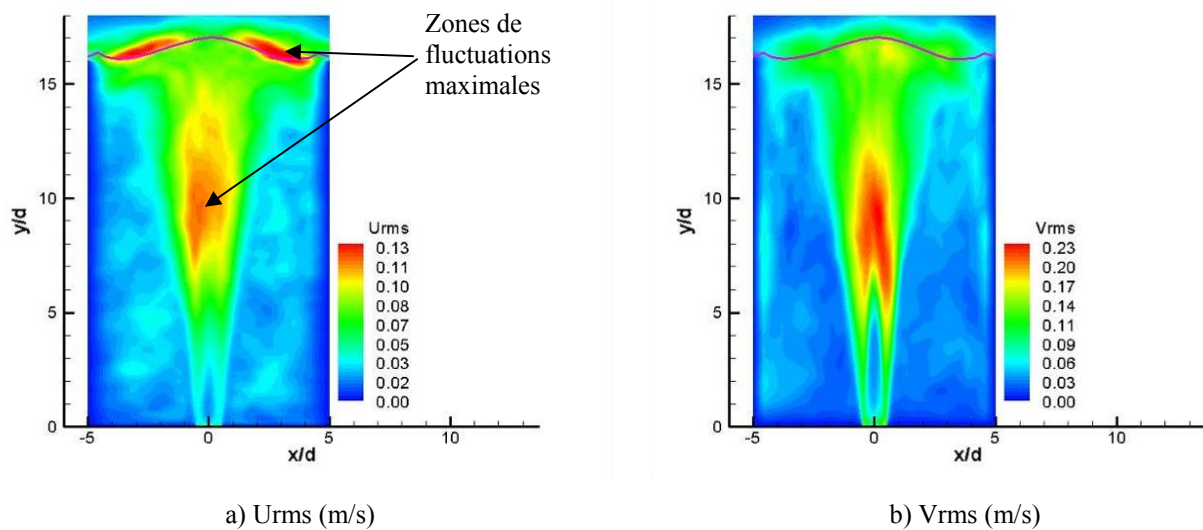 Zones de
fluctuations
maximales
y/d
15
10
5
0
-5 0 5 10
x/d
Urms
0.13
0.11
0.10
0.08
0.07
0.05
0.03
0.02
0.00
a) Urms (m/s)
y/d
15
10
5
0
-5 0 5 10
x/d
Vrms
0.23
0.20
0.17
0.14
0.11
0.09
0.06
0.03
0.00
b) Vrms (m/s)